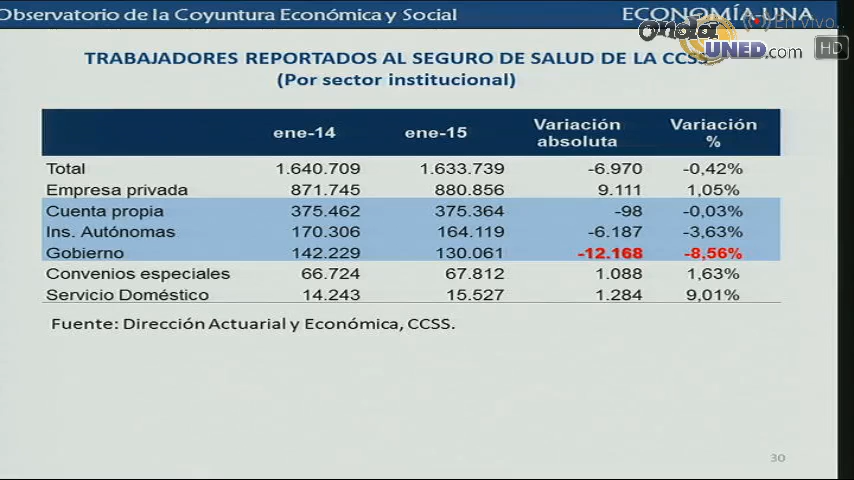 Observatorio de la Coyuntura Económica y Social
ECONOMÍA-UNA
En vivo..
Onda
UNED.com
HD
TRABAJADORES REPORTADOS AL SEGURO DE SALUD DE LA CCSS
(Por sector institucional)
ene-14 ene-15 Variación absoluta Variación %
Total 1.640.709 1.633.739 -6.970 -0,42%
Empresa privada 871.745 880.856 9.111 1,05%
Cuenta propia 375.462 375.364 -98 -0,03%
Ins. Autónomas 170.306 164.119 -6.187 -3,63%
Gobierno 142.229 130.061 -12.168 -8,56%
Convenios especiales 66.724 67.812 1.088 1,63%
Servicio Doméstico 14.243 15.527 1.284 9,01%
Fuente: Dirección Actuarial y Económica, CCSS.
30